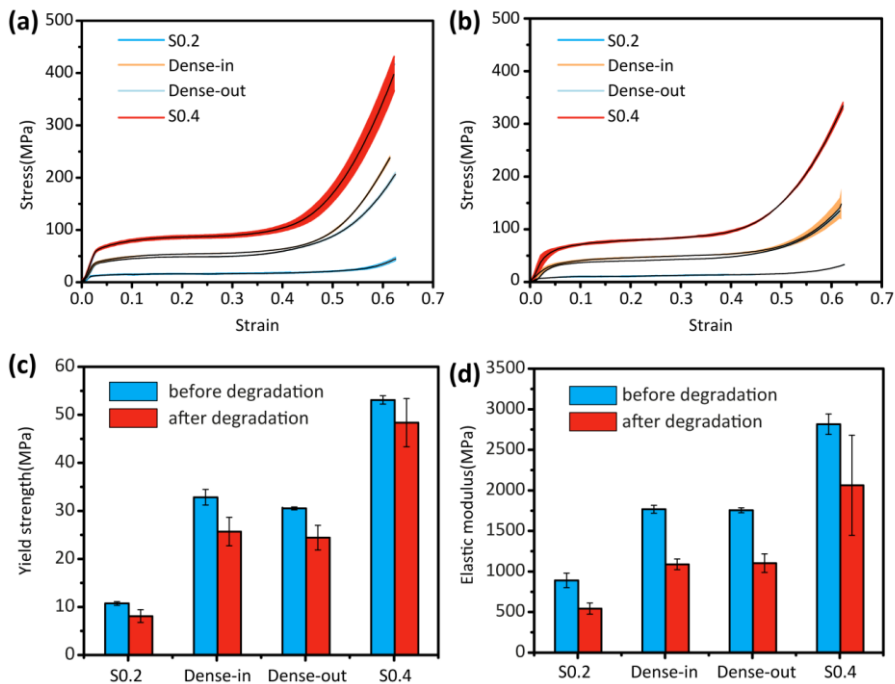 (a)
500
400
300
200
100
0
Stress(MPa)
S0.2
Dense-in
Dense-out
S0.4
0.0 0.1 0.2 0.3 0.4 0.5 0.6 0.7
Strain
(b)
500
400
300
200
100
0
Stress(MPa)
S0.2
Dense-in
Dense-out
S0.4
0.0 0.1 0.2 0.3 0.4 0.5 0.6 0.7
Strain
(c)
60
50
40
30
20
10
0
Yield strength(MPa)
before degradation
after degradation
S0.2 Dense-in Dense-out S0.4
(d)
3500
3000
2500
2000
1500
1000
500
0
Elastic modulus(MPa)
before degradation
after degradation
S0.2 Dense-in Dense-out S0.4